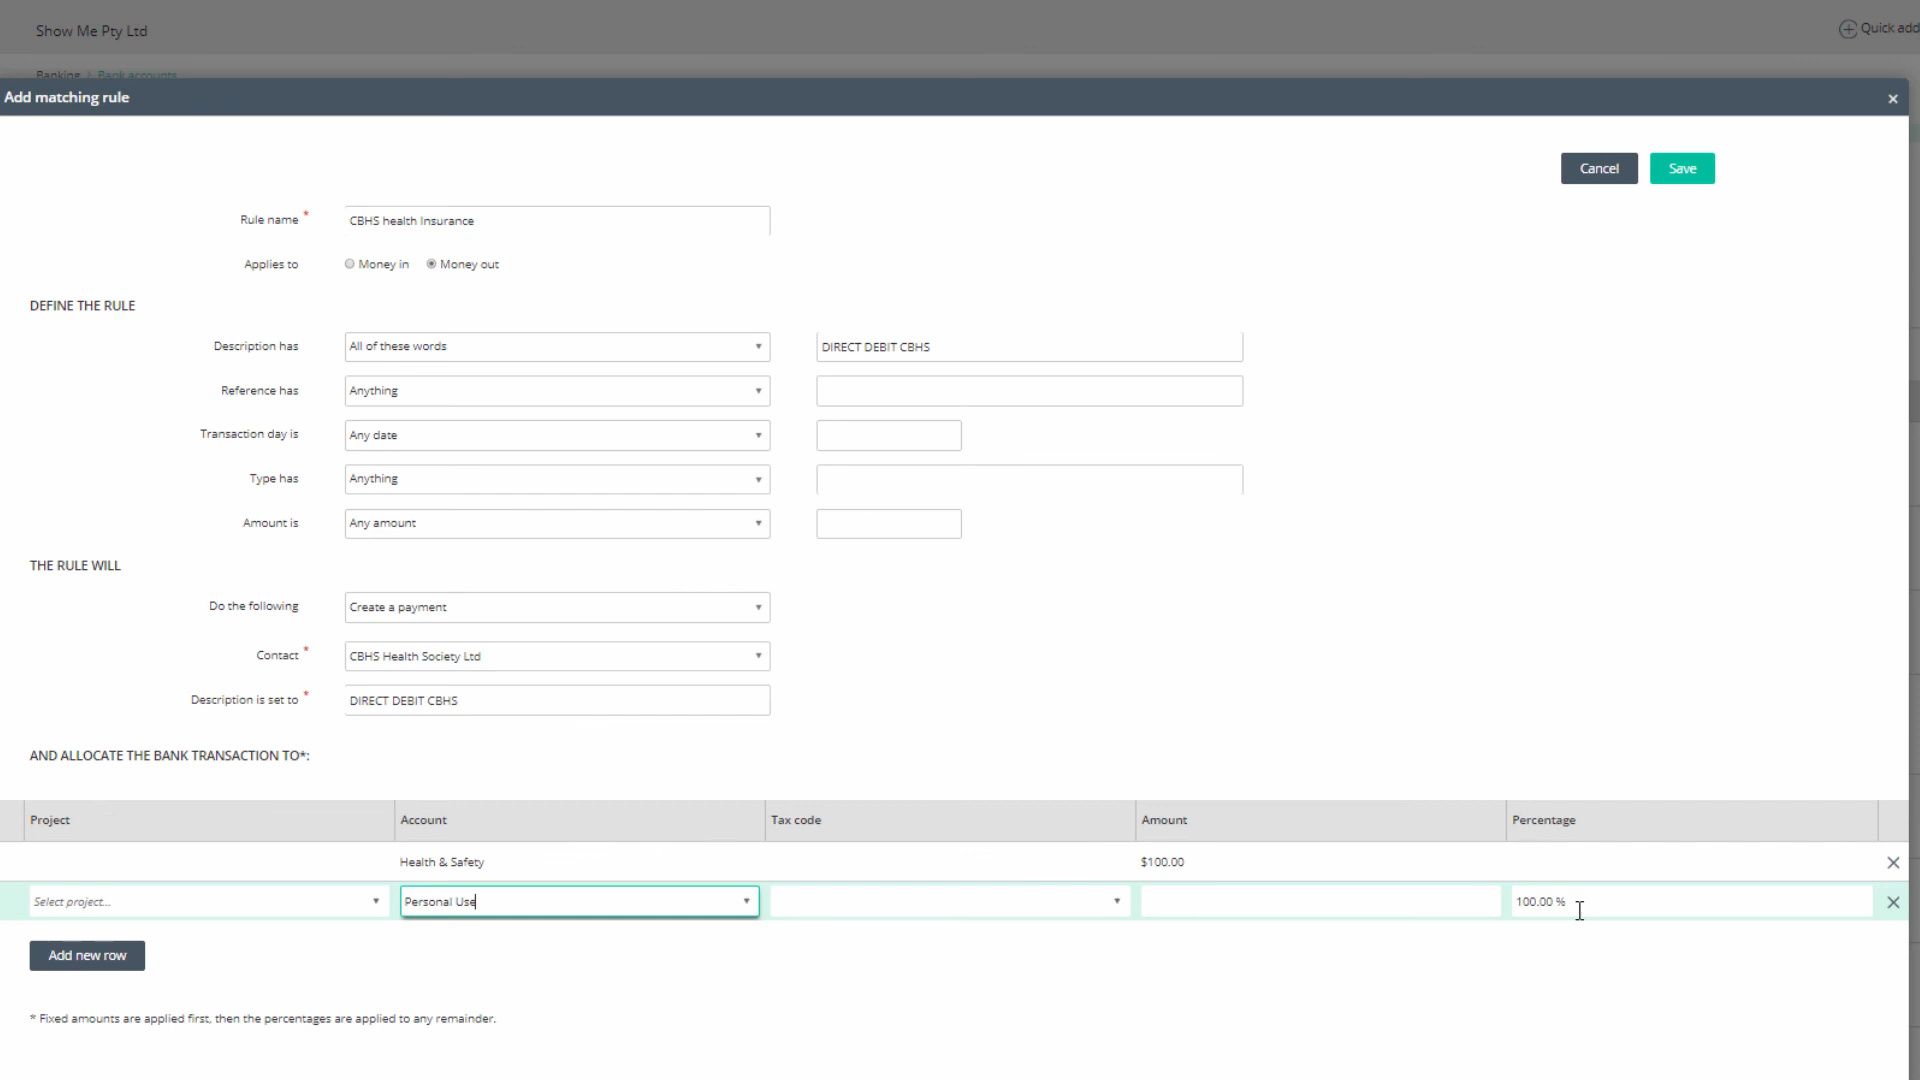 Show Me Pty Ltd
Quick add
Banking / Bank accounts
Add matching rule
×
Cancel
Save
Rule name *
CBHS health Insurance
Applies to
Money in
Money out
DEFINE THE RULE
Description has
All of these words
DIRECT DEBIT CBHS
Reference has
Anything
Transaction day is
Any date
Type has
Anything
Amount is
Any amount
THE RULE WILL
Do the following
Create a payment
Contact *
CBHS Health Society Ltd
Description is set to *
DIRECT DEBIT CBHS
AND ALLOCATE THE BANK TRANSACTION TO*:
Project
Account
Tax code
Amount
Percentage
Health & Safety
$100.00
Select project...
Personal Use
100.00 %
Add new row
* Fixed amounts are applied first, then the percentages are applied to any remainder.